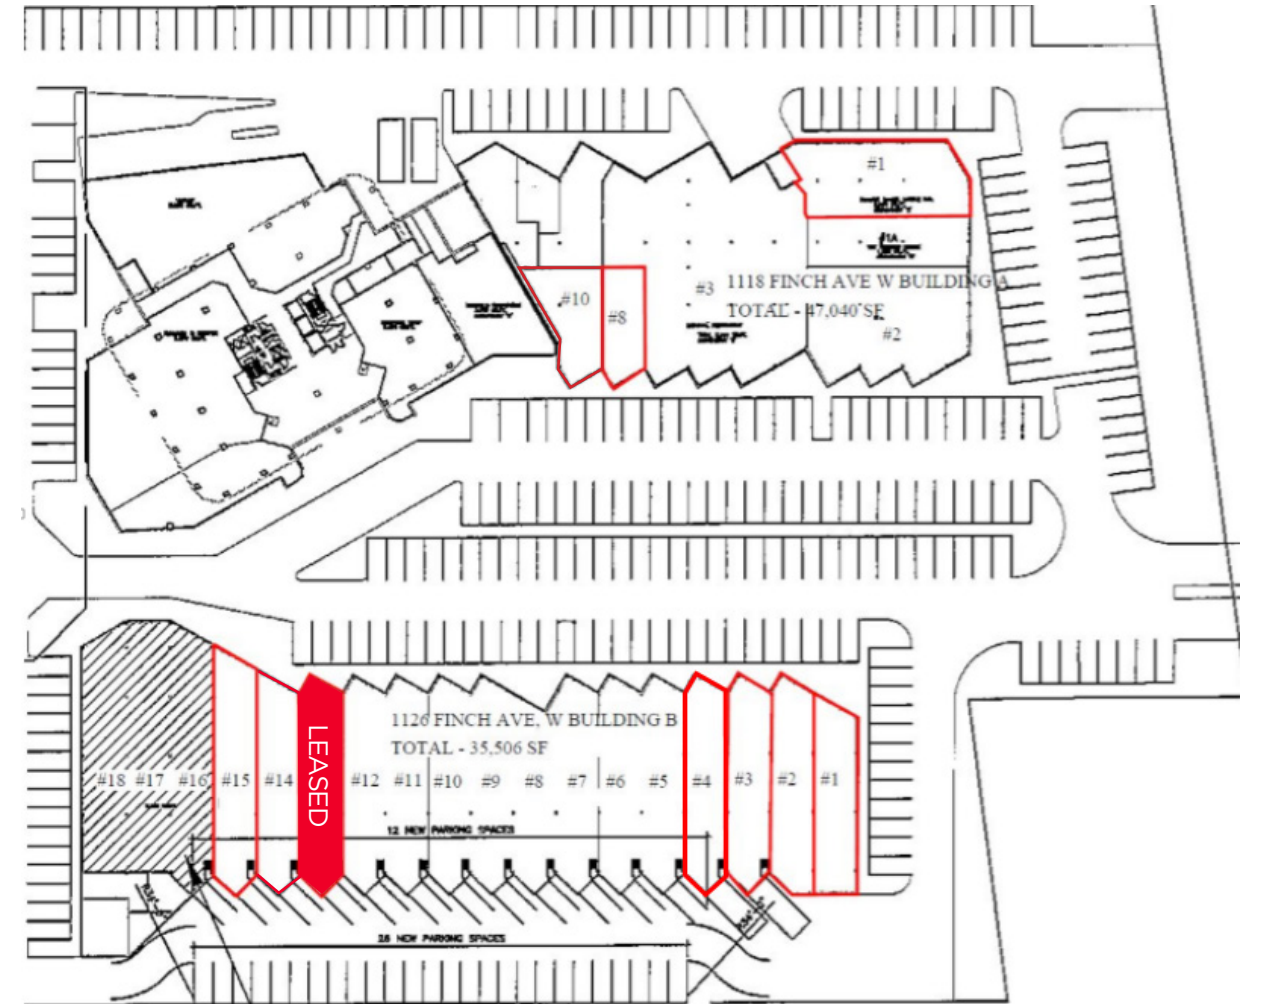 #1
#1A
#10
#8
#3
1118 FINCH AVE W BUILDING A
TOTAL - 47,040 SF
#2
1126 FINCH AVE, W BUILDING B
TOTAL - 35,506 SF
LEASED
#18 #17 #16 #15 #14 #12 #11 #10 #9 #8 #7 #6 #5 #4 #3 #2 #1
12 NEW PARKING SPACES
28 NEW PARKING SPACES